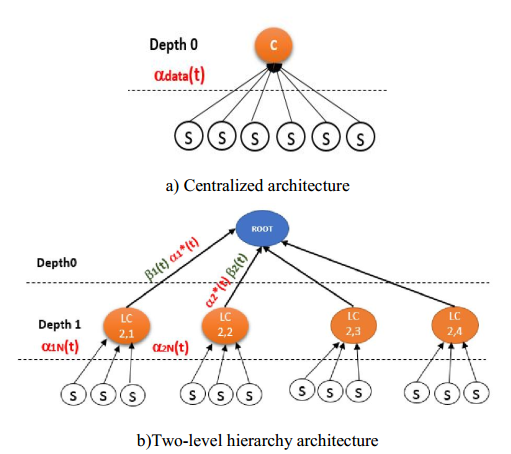 Depth 0
C
αdata(t)
S S S S S S
a) Centralized architecture
ROOT
β1(t) α1*(t)
α2*(t) β2(t)
Depth0
Depth 1
LC
2,1
LC
2,2
LC
2,3
LC
2,4
α1N(t)
α2N(t)
S S S S S S S S S S S S
b)Two-level hierarchy architecture